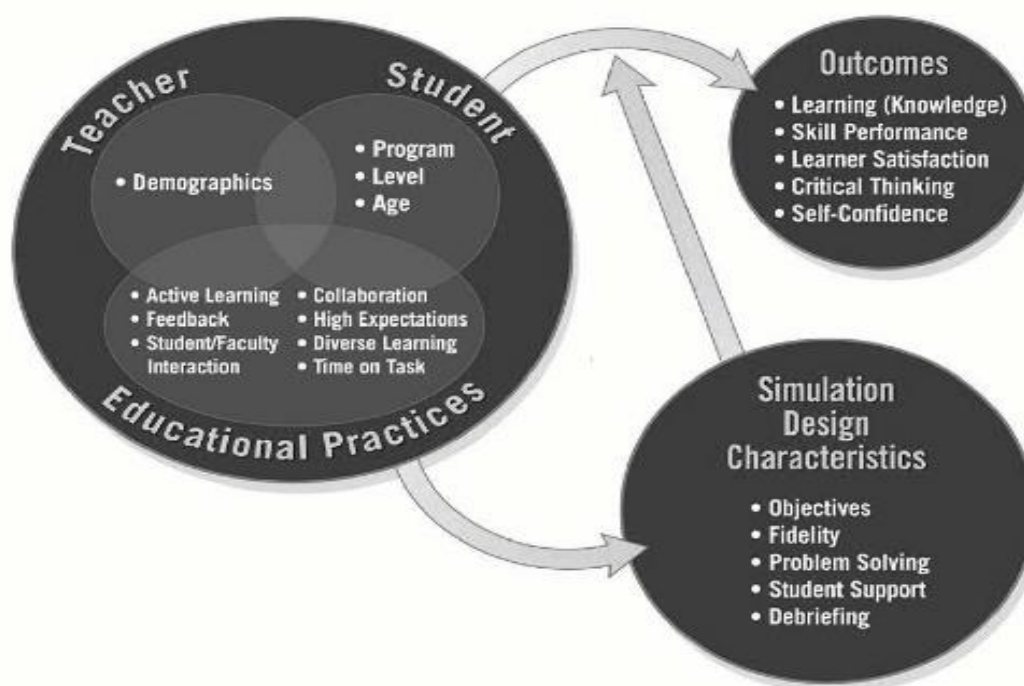 Teacher
Student
• Demographics
• Program
• Level
• Age
• Active Learning
• Feedback
• Student/Faculty
Interaction
• Collaboration
• High Expectations
• Diverse Learning
• Time on Task
Educational Practices
Outcomes
• Learning (Knowledge)
• Skill Performance
• Learner Satisfaction
• Critical Thinking
• Self-Confidence
Simulation
Design
Characteristics
• Objectives
• Fidelity
• Problem Solving
• Student Support
• Debriefing